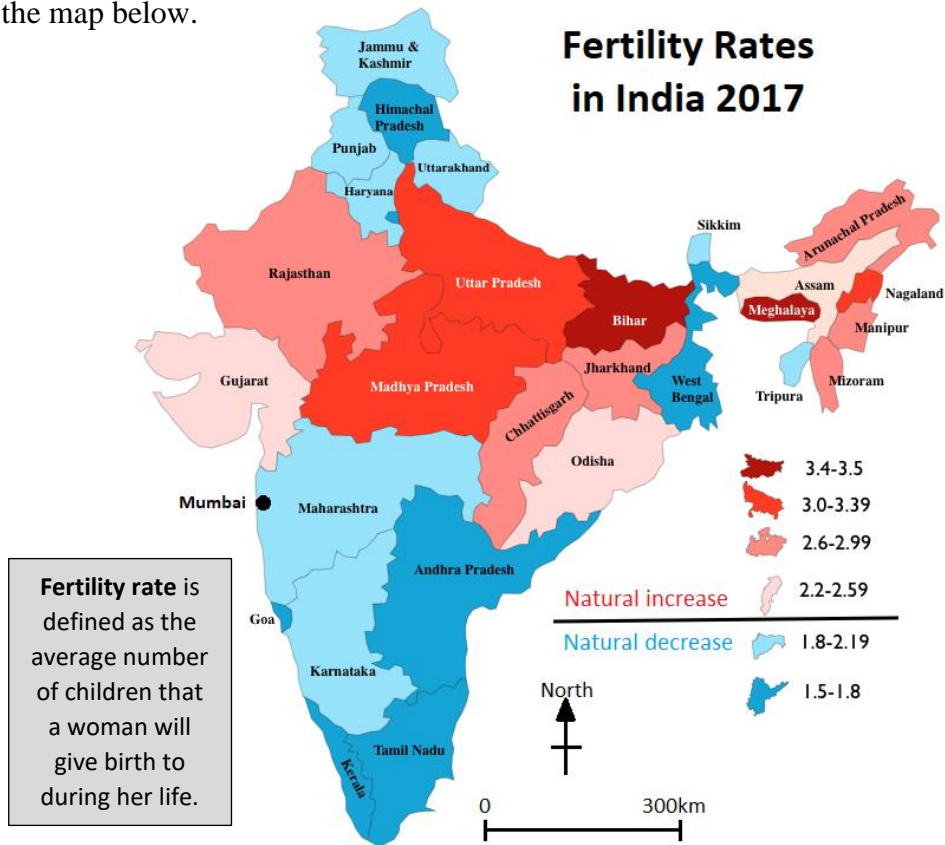 the map below.
Fertility Rates
in India 2017
Jammu &
Kashmir
Himachal
Pradesh
Punjab
Uttarakhand
Haryana
Rajasthan
Uttar Pradesh
Bihar
Sikkim
Arunachal Pradesh
Assam
Nagaland
Meghalaya
Manipur
Mizoram
Tripura
Gujarat
Madhya Pradesh
Jharkhand
West
Bengal
Chhattisgarh
Odisha
Mumbai
Maharashtra
Andhra Pradesh
Goa
Karnataka
Tamil Nadu
Kerala
3.4-3.5
3.0-3.39
2.6-2.99
2.2-2.59
Natural increase
Natural decrease
1.8-2.19
1.5-1.8
North
0 300km
Fertility rate is
defined as the
average number
of children that
a woman will
give birth to
during her life.